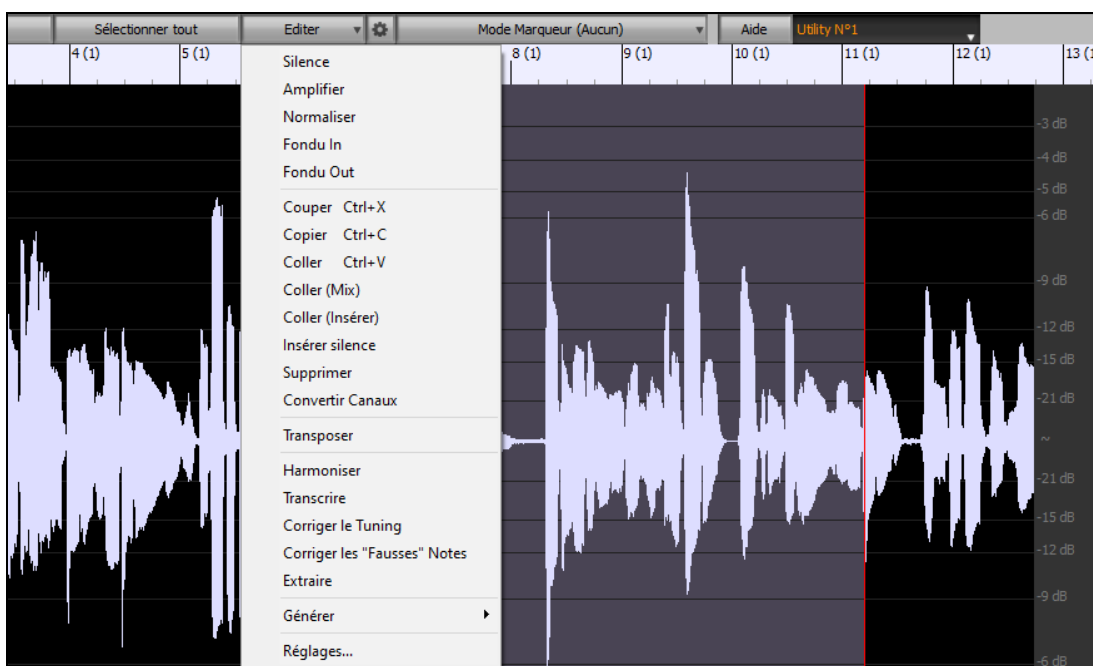 Sélectionner tout
Editer
Mode Marqueur (Aucun)
Aide
Utility N°1
4 (1)
5 (1)
8 (1)
9 (1)
10 (1)
11 (1)
12 (1)
13 (1
Silence
Amplifier
Normaliser
Fondu In
Fondu Out
Couper Ctrl+X
Copier Ctrl+C
Coller Ctrl+V
Coller (Mix)
Coller (Insérer)
Insérer silence
Supprimer
Convertir Canaux
Transposer
Harmoniser
Transcrire
Corriger le Tuning
Corriger les "Fausses" Notes
Extraire
Générer
Réglages...
-3 dB
-4 dB
-5 dB
-6 dB
-9 dB
-12 dB
-15 dB
-21 dB
~
-21 dB
-15 dB
-12 dB
-9 dB
-6 dB